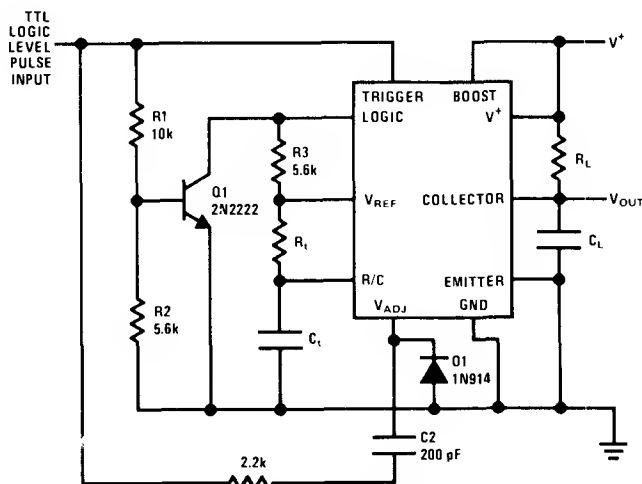 TTL
LOGIC
LEVEL
PULSE
INPUT
V+
TRIGGER
BOOST
LOGIC
V+
R1
10k
R3
5.6k
RL
Q1
2N2222
VREF
COLLECTOR
VOUT
Rt
CL
R/C
EMITTER
R2
5.6k
VADJ
GND
Ct
D1
1N914
C2
200 pF
2.2k